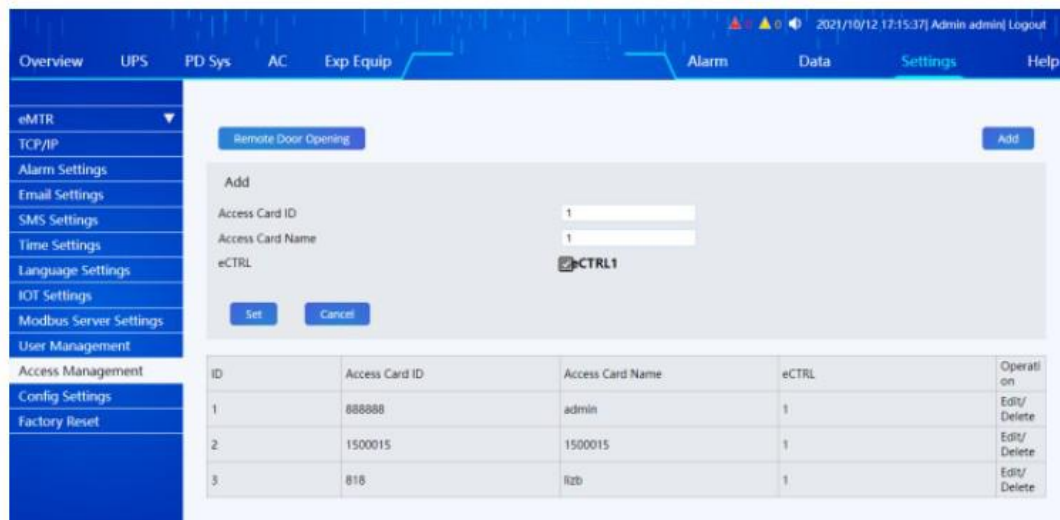 0 0 2021/10/12 17:15:37| Admin admin| Logout
Overview UPS PD Sys AC Exp Equip Alarm Data Settings Help
eMTR
TCP/IP
Alarm Settings
Email Settings
SMS Settings
Time Settings
Language Settings
IOT Settings
Modbus Server Settings
User Management
Access Management
Config Settings
Factory Reset
Remote Door Opening Add
Add
Access Card ID 1
Access Card Name 1
eCTRL eCTRL1
Set Cancel
ID Access Card ID Access Card Name eCTRL Operati
on
1 888888 admin 1 Edit/
Delete
2 1500015 1500015 1 Edit/
Delete
3 818 lizb 1 Edit/
Delete